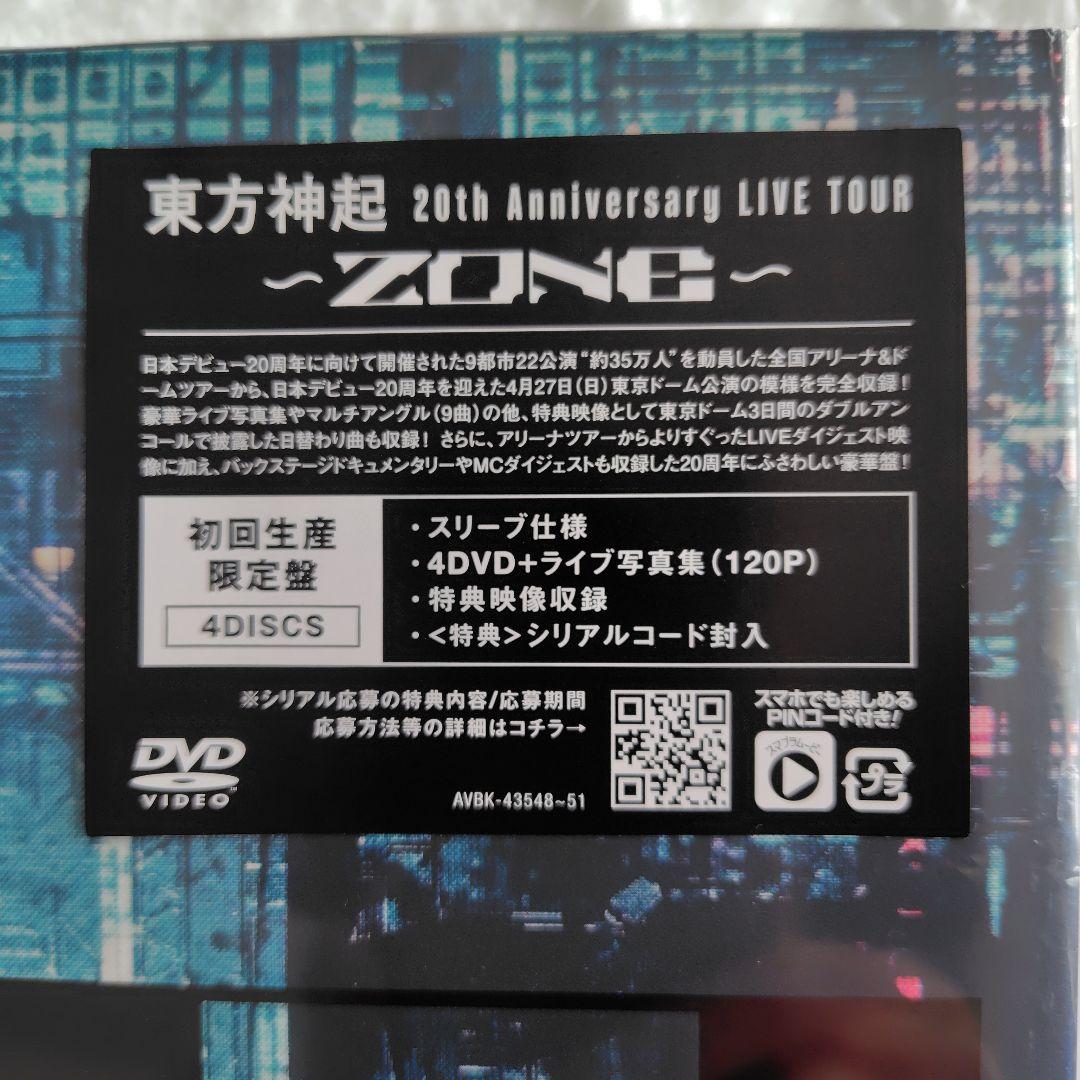 東方神起 20th Anniversary LIVE TOUR
～ZONE～
日本デビュー20周年に向けて開催された9都市22公演“約35万人”を動員した全国アリーナ&ド
ームツアーから、日本デビュー20周年を迎えた4月27日(日)東京ドーム公演の模様を完全収録!
豪華ライブ写真集やマルチアングル(9曲)の他、特典映像として東京ドーム3日間のダブルアン
コールで披露した日替わり曲も収録! さらに、アリーナツアーからよりすぐったLIVEダイジェスト映
像に加え、バックステージドキュメンタリーやMCダイジェストも収録した20周年にふさわしい豪華盤!
初回生産
限定盤
4DISCS
・スリーブ仕様
・4DVD+ライブ写真集(120P)
・特典映像収録
・<特典>シリアルコード封入
※シリアル応募の特典内容/応募期間
応募方法等の詳細はコチラ→
スマホでも楽しめる
PINコード付き!
スマプラムービー
プラ
DVD
VIDEO
AVBK-43548~51